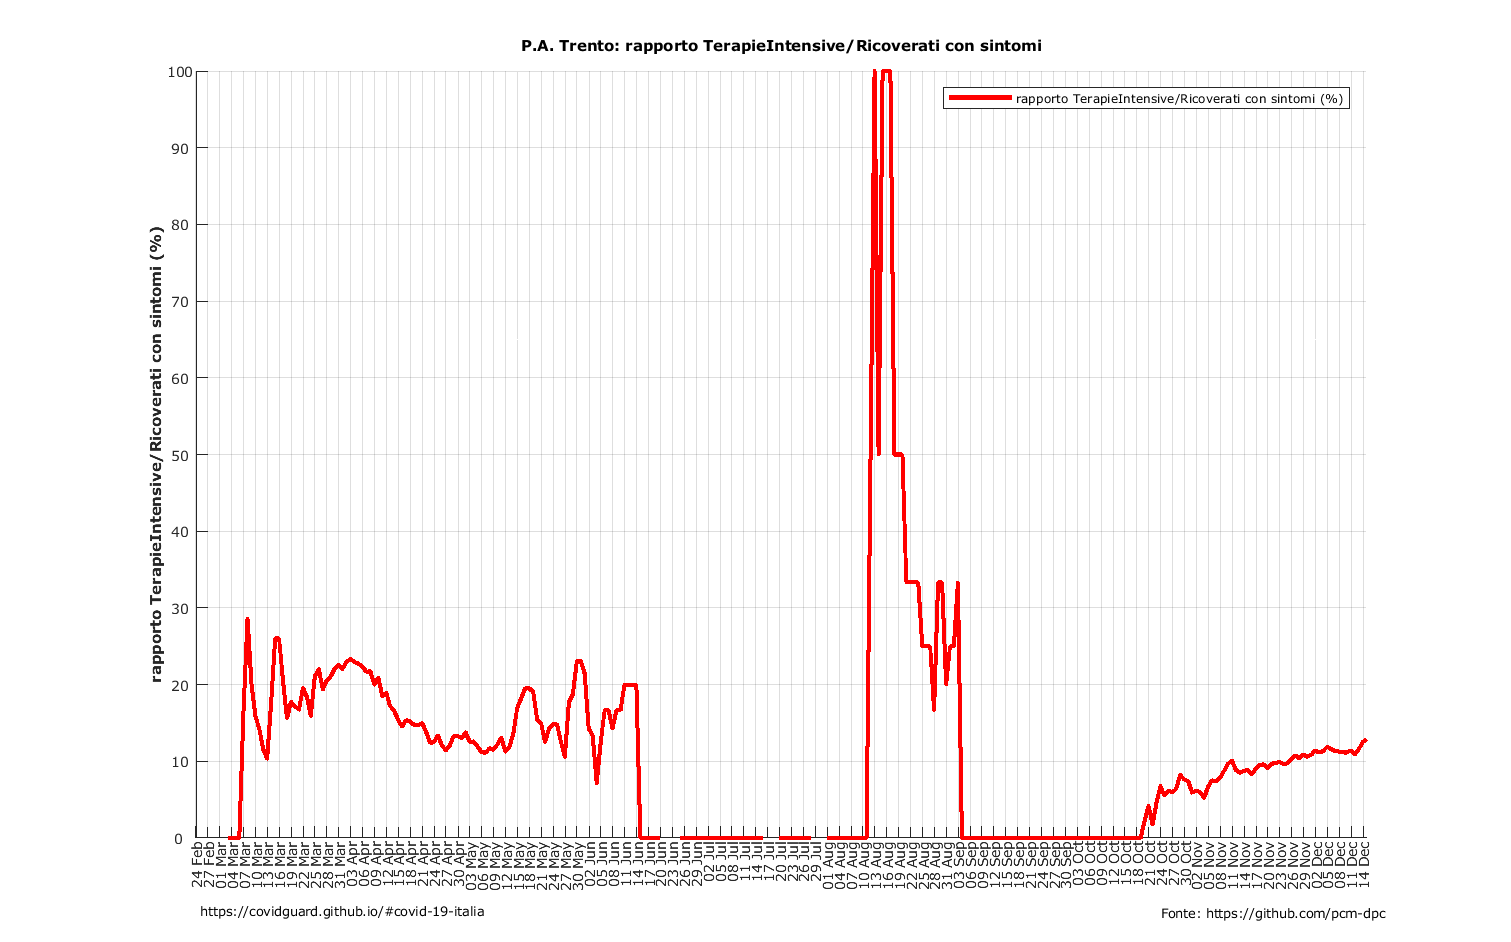 P.A. Trento: rapporto TerapieIntensive/Ricoverati con sintomi
rapporto TerapieIntensive/Ricoverati con sintomi (%)
rapporto TerapieIntensive/Ricoverati con sintomi (%)
100
90
80
70
60
50
40
30
20
10
0
24 Feb
27 Feb
01 Mar
04 Mar
07 Mar
10 Mar
13 Mar
16 Mar
19 Mar
22 Mar
25 Mar
28 Mar
31 Mar
03 Apr
06 Apr
09 Apr
12 Apr
15 Apr
18 Apr
21 Apr
24 Apr
27 Apr
30 Apr
03 May
06 May
09 May
12 May
15 May
18 May
21 May
24 May
27 May
30 May
02 Jun
05 Jun
08 Jun
11 Jun
14 Jun
17 Jun
20 Jun
23 Jun
26 Jun
29 Jun
02 Jul
05 Jul
08 Jul
11 Jul
14 Jul
17 Jul
20 Jul
23 Jul
26 Jul
29 Jul
01 Aug
04 Aug
07 Aug
10 Aug
13 Aug
16 Aug
19 Aug
22 Aug
25 Aug
28 Aug
31 Aug
03 Sep
06 Sep
09 Sep
12 Sep
15 Sep
18 Sep
21 Sep
24 Sep
27 Sep
30 Sep
03 Oct
06 Oct
09 Oct
12 Oct
15 Oct
18 Oct
21 Oct
24 Oct
27 Oct
30 Oct
02 Nov
05 Nov
08 Nov
11 Nov
14 Nov
17 Nov
20 Nov
23 Nov
26 Nov
29 Nov
02 Dec
05 Dec
08 Dec
11 Dec
14 Dec
https://covidguard.github.io/#covid-19-italia
Fonte: https://github.com/pcm-dpc